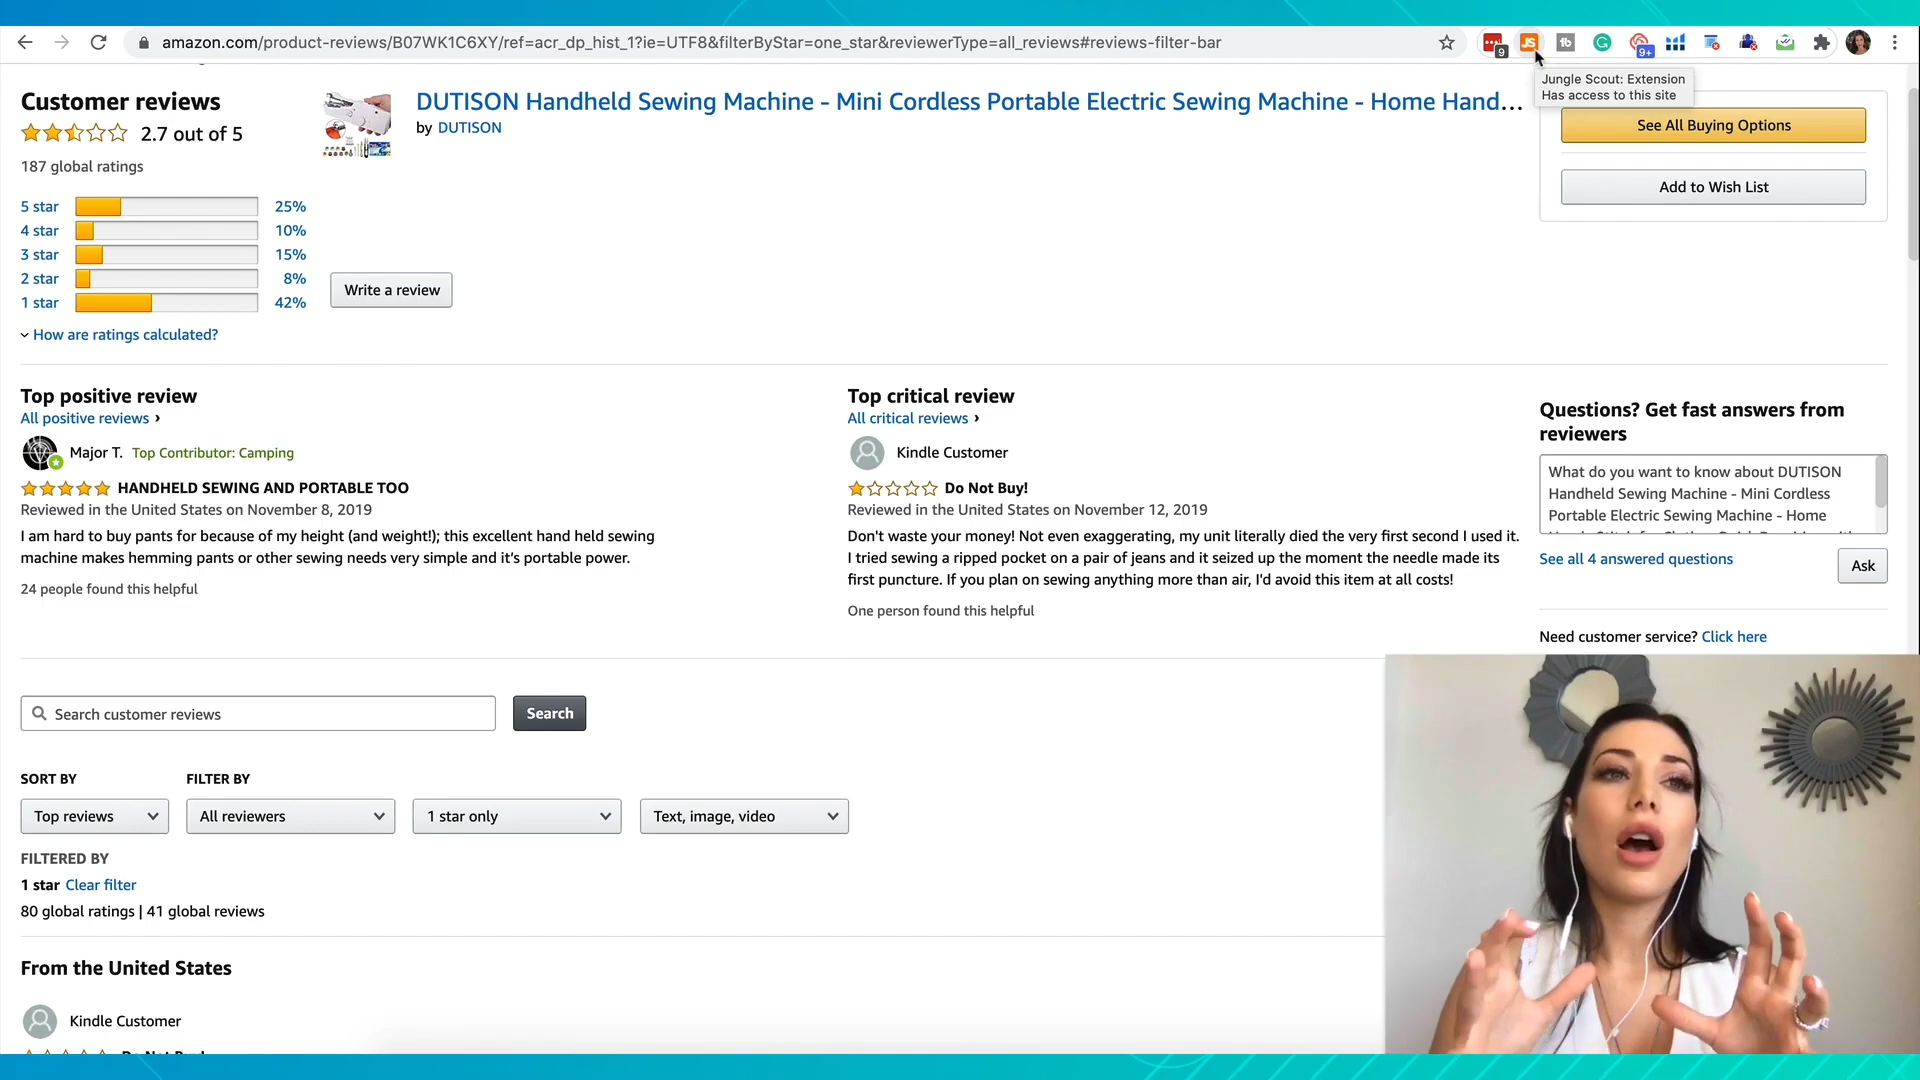 amazon.com/product-reviews/B07WK1C6XY/ref=acr_dp_hist_1?ie=UTF8&filterByStar=one_star&reviewerType=all_reviews#reviews-filter-bar
9
JS
tb
9+
Jungle Scout: Extension
Has access to this site
Customer reviews
2.7 out of 5
187 global ratings
DUTISON Handheld Sewing Machine - Mini Cordless Portable Electric Sewing Machine - Home Hand...
by DUTISON
See All Buying Options
Add to Wish List
5 star 25%
4 star 10%
3 star 15%
2 star 8%
1 star 42%
Write a review
How are ratings calculated?
Top positive review
All positive reviews ›
Major T. Top Contributor: Camping
HANDHELD SEWING AND PORTABLE TOO
Reviewed in the United States on November 8, 2019
I am hard to buy pants for because of my height (and weight!); this excellent hand held sewing
machine makes hemming pants or other sewing needs very simple and it's portable power.
24 people found this helpful
Top critical review
All critical reviews ›
Kindle Customer
Do Not Buy!
Reviewed in the United States on November 12, 2019
Don't waste your money! Not even exaggerating, my unit literally died the very first second I used it.
I tried sewing a ripped pocket on a pair of jeans and it seized up the moment the needle made its
first puncture. If you plan on sewing anything more than air, I'd avoid this item at all costs!
One person found this helpful
Questions? Get fast answers from
reviewers
What do you want to know about DUTISON
Handheld Sewing Machine - Mini Cordless
Portable Electric Sewing Machine - Home
See all 4 answered questions
Ask
Need customer service? Click here
Search customer reviews
Search
SORT BY
FILTER BY
Top reviews
All reviewers
1 star only
Text, image, video
FILTERED BY
1 star Clear filter
80 global ratings | 41 global reviews
From the United States
Kindle Customer